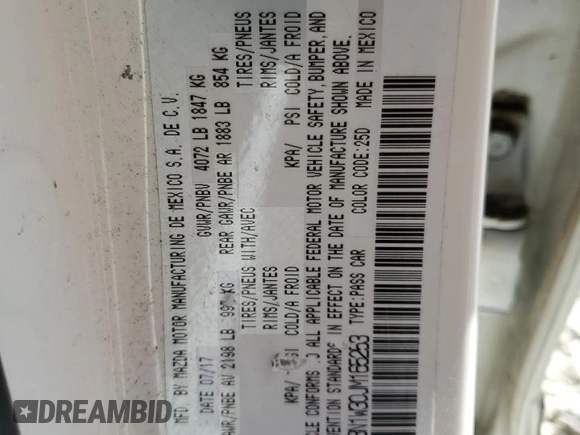 MFD BY MAZDA MOTOR MANUFACTURING DE MEXICO S.A. DE C.V.
DATE 07/17 GVWR/PNBV 4072 LB 1847 KG
GAWR/PNBE AV 2198 LB KG REAR GAWR/PNBE AR 1883 LB 854 KG
TIRES/PNEUS WITH/AVEC TIRES/PNEUS
RIMS/JANTES RIMS/JANTES
KPA/ PSI COLD/A FROID KPA/ PSI COLD/A FROID
CONFORMS ALL APPLICABLE FEDERAL MOTOR VEHICLE SAFETY, BUMPER, AND
STANDARDS IN EFFECT ON THE DATE OF MANUFACTURE SHOWN ABOVE.
TYPE:PASS CAR COLOR CODE:25D MADE IN MEXICO
DEALERSHIP